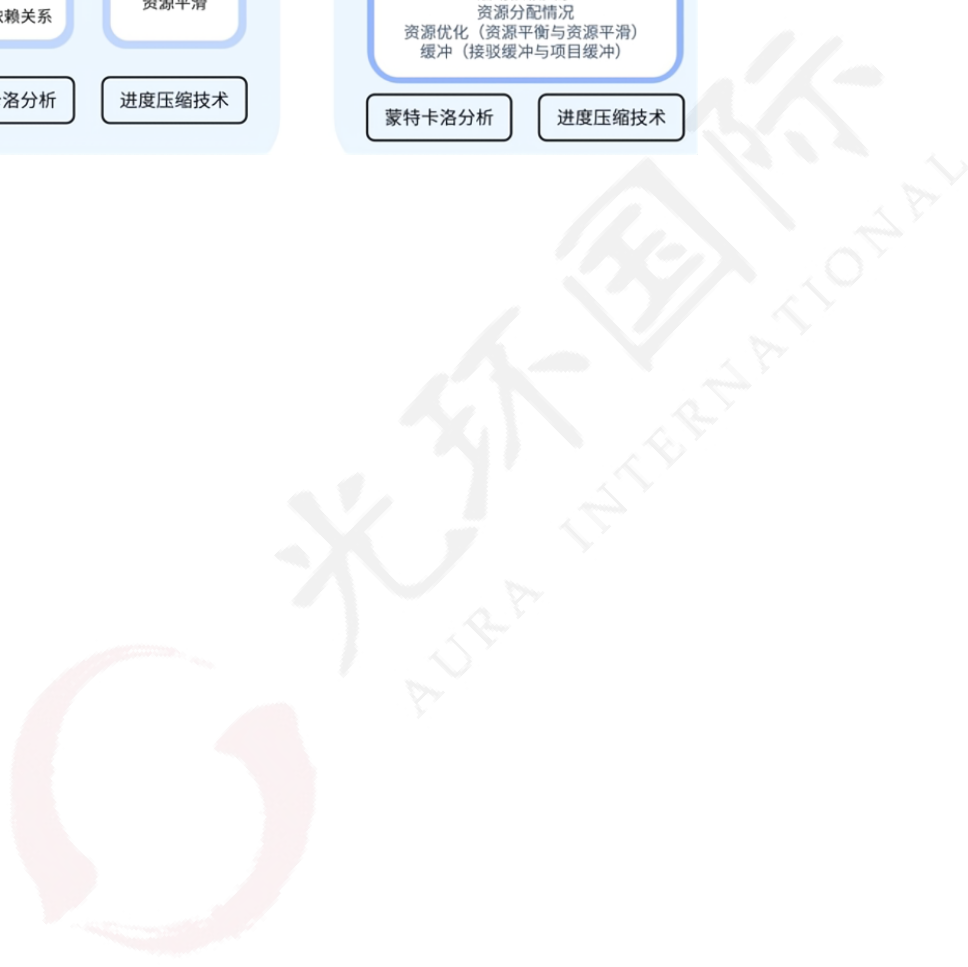 依赖关系
资源平滑
洛分析
进度压缩技术
资源分配情况
资源优化（资源平衡与资源平滑）
缓冲（接驳缓冲与项目缓冲）
蒙特卡洛分析
进度压缩技术
光环国际
AURA INTERNATIONAL